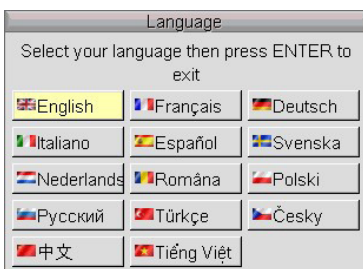 Language
Select your language then press ENTER to
exit
English Français Deutsch
Italiano Español Svenska
Nederlands Româna Polski
Русский Türkçe Česky
中文 Tiếng Việt